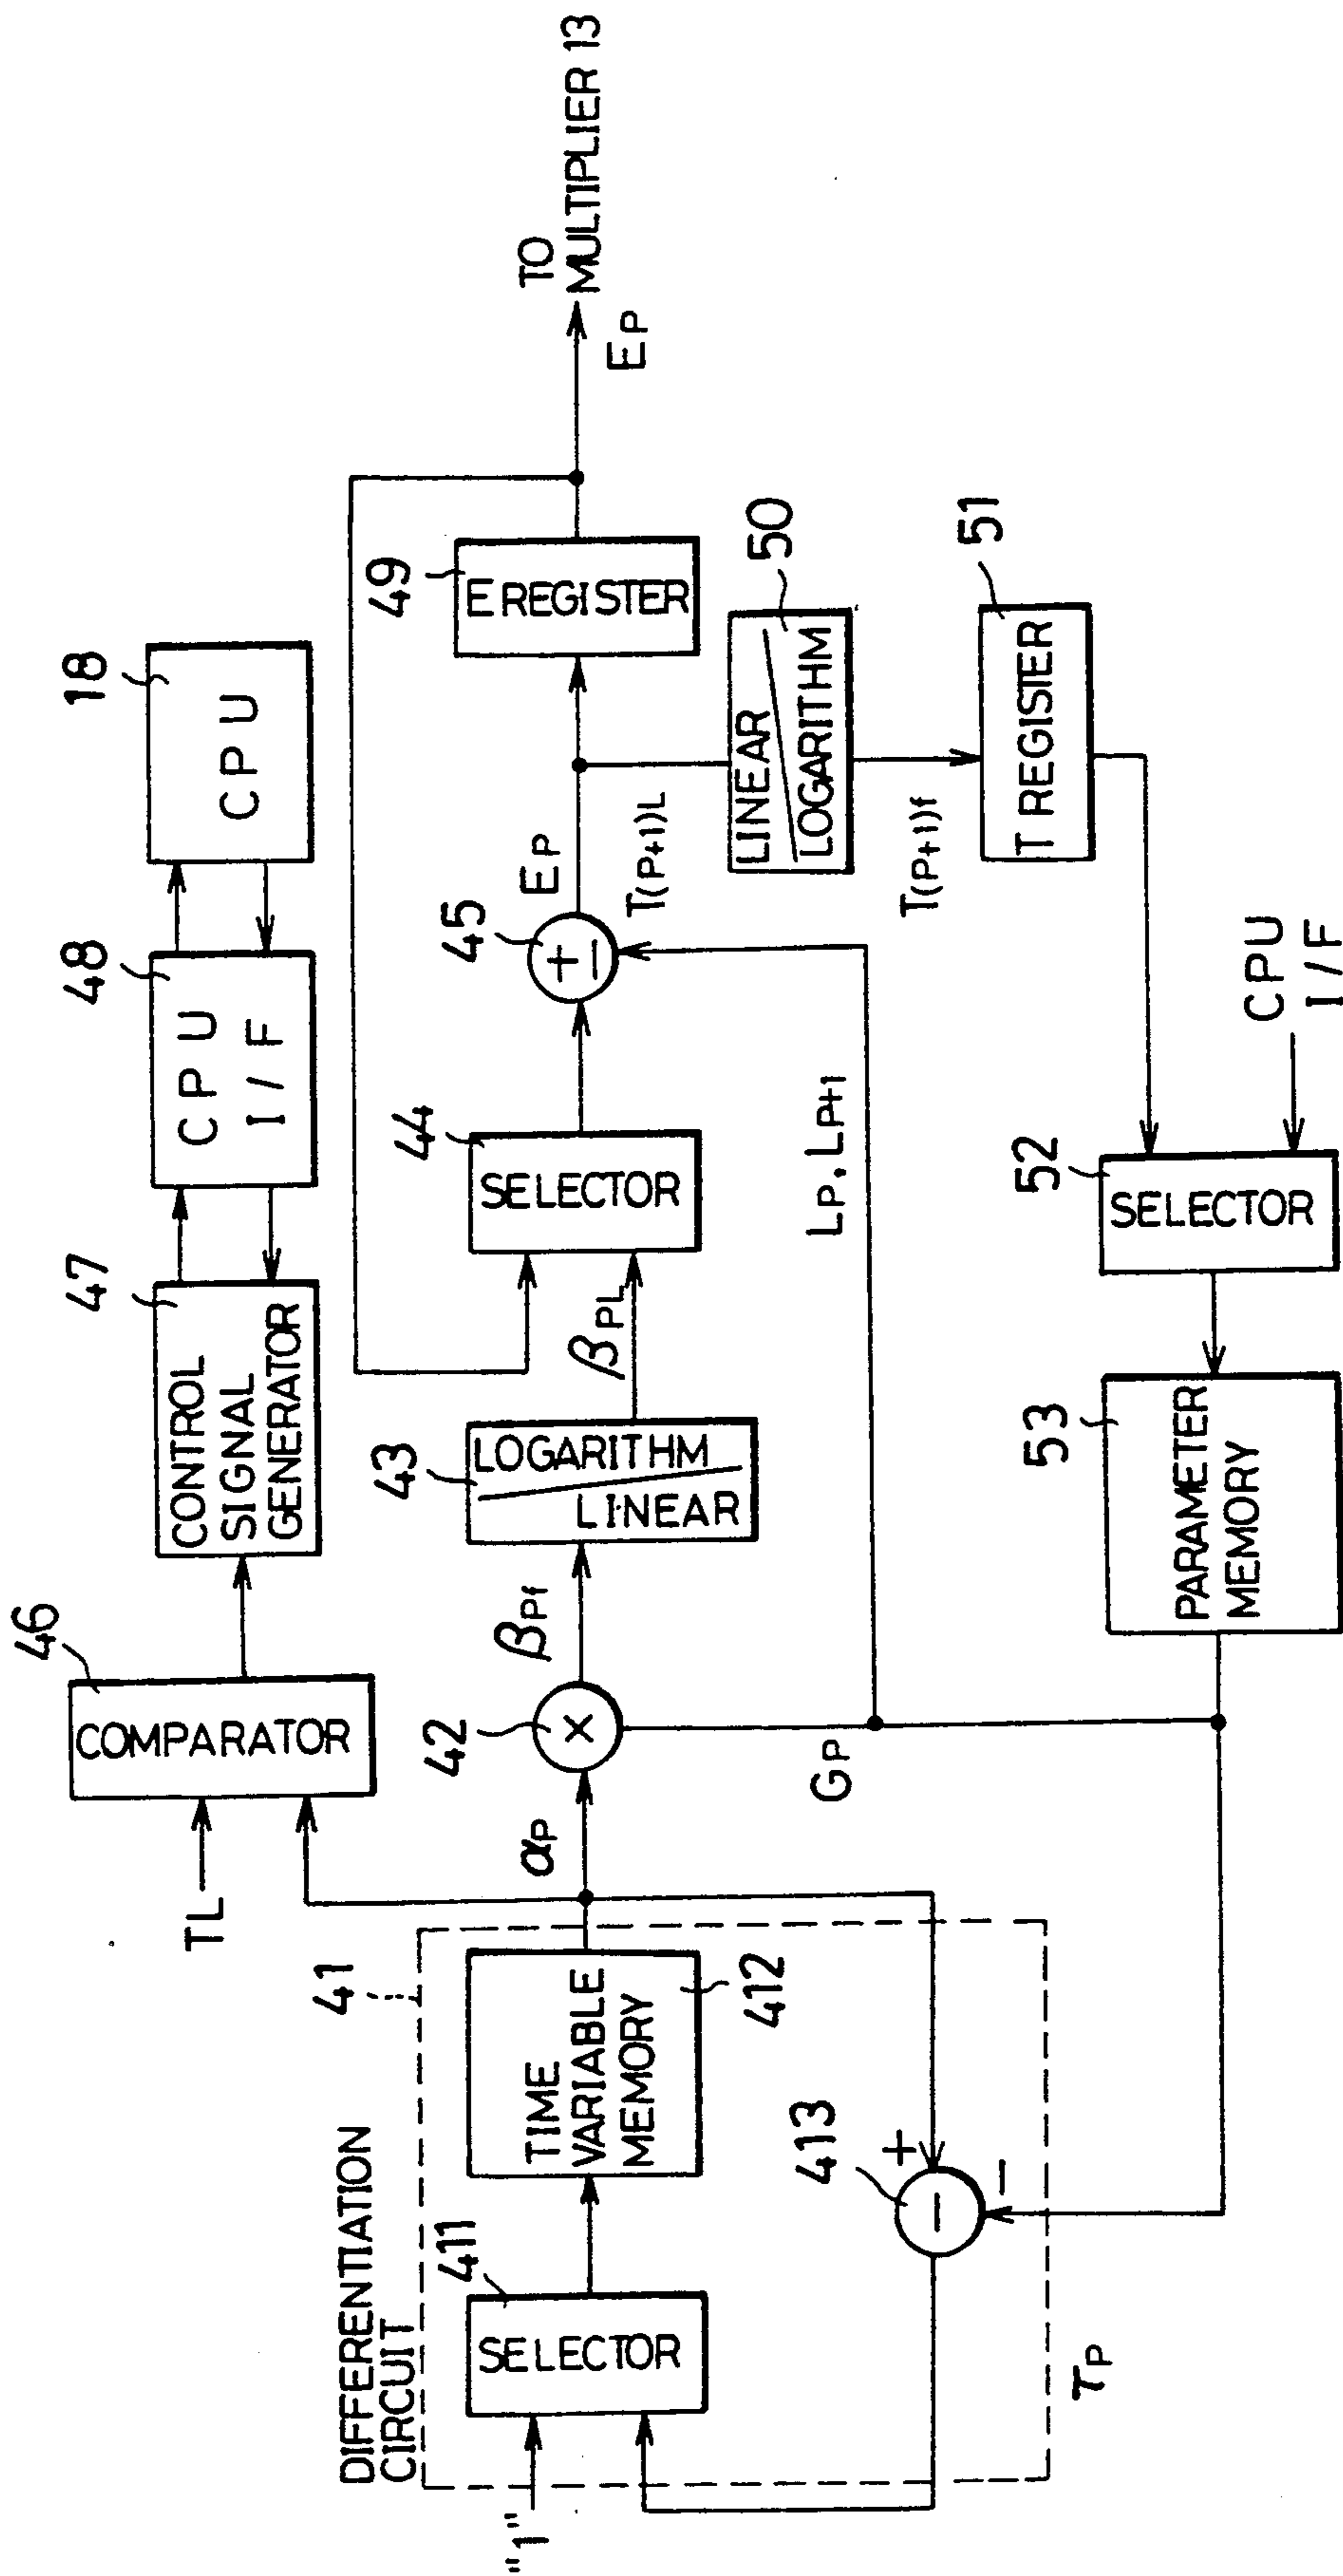 DIFFERENTIATION
CIRCUIT
41
"1"
411
SELECTOR
TIME
VARIABLE
MEMORY
412
413
+
−
−
τP
TL
46
COMPARATOR
47
CONTROL
SIGNAL
GENERATOR
48
CPU
I/F
18
CPU
αP
42
×
GP
βPf
43
LOGARITHM
LINEAR
βPL
44
SELECTOR
LP, LP+1
45
+
−
EP
T(P+1)L
49
E REGISTER
EP
TO
MULTIPLIER 13
50
LINEAR
LOGARITHM
T(P+1)f
51
T REGISTER
CPU
I/F
52
SELECTOR
53
PARAMETER
MEMORY